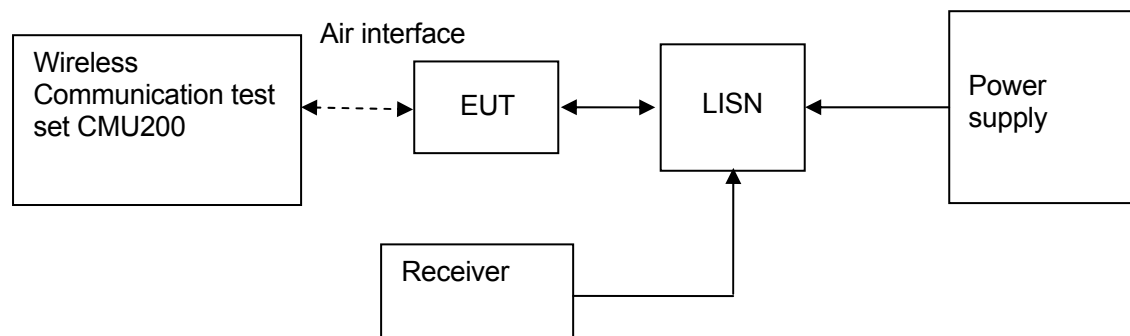 Air interface
Wireless
Communication test
set CMU200
EUT
LISN
Power
supply
Receiver